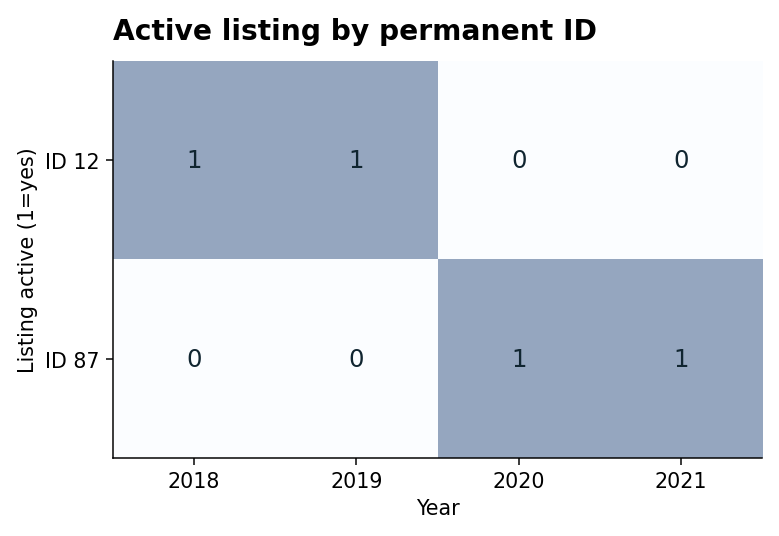 Active listing by permanent ID
Listing active (1=yes)
ID 12
1 1 0 0
ID 87
0 0 1 1
2018 2019 2020 2021
Year